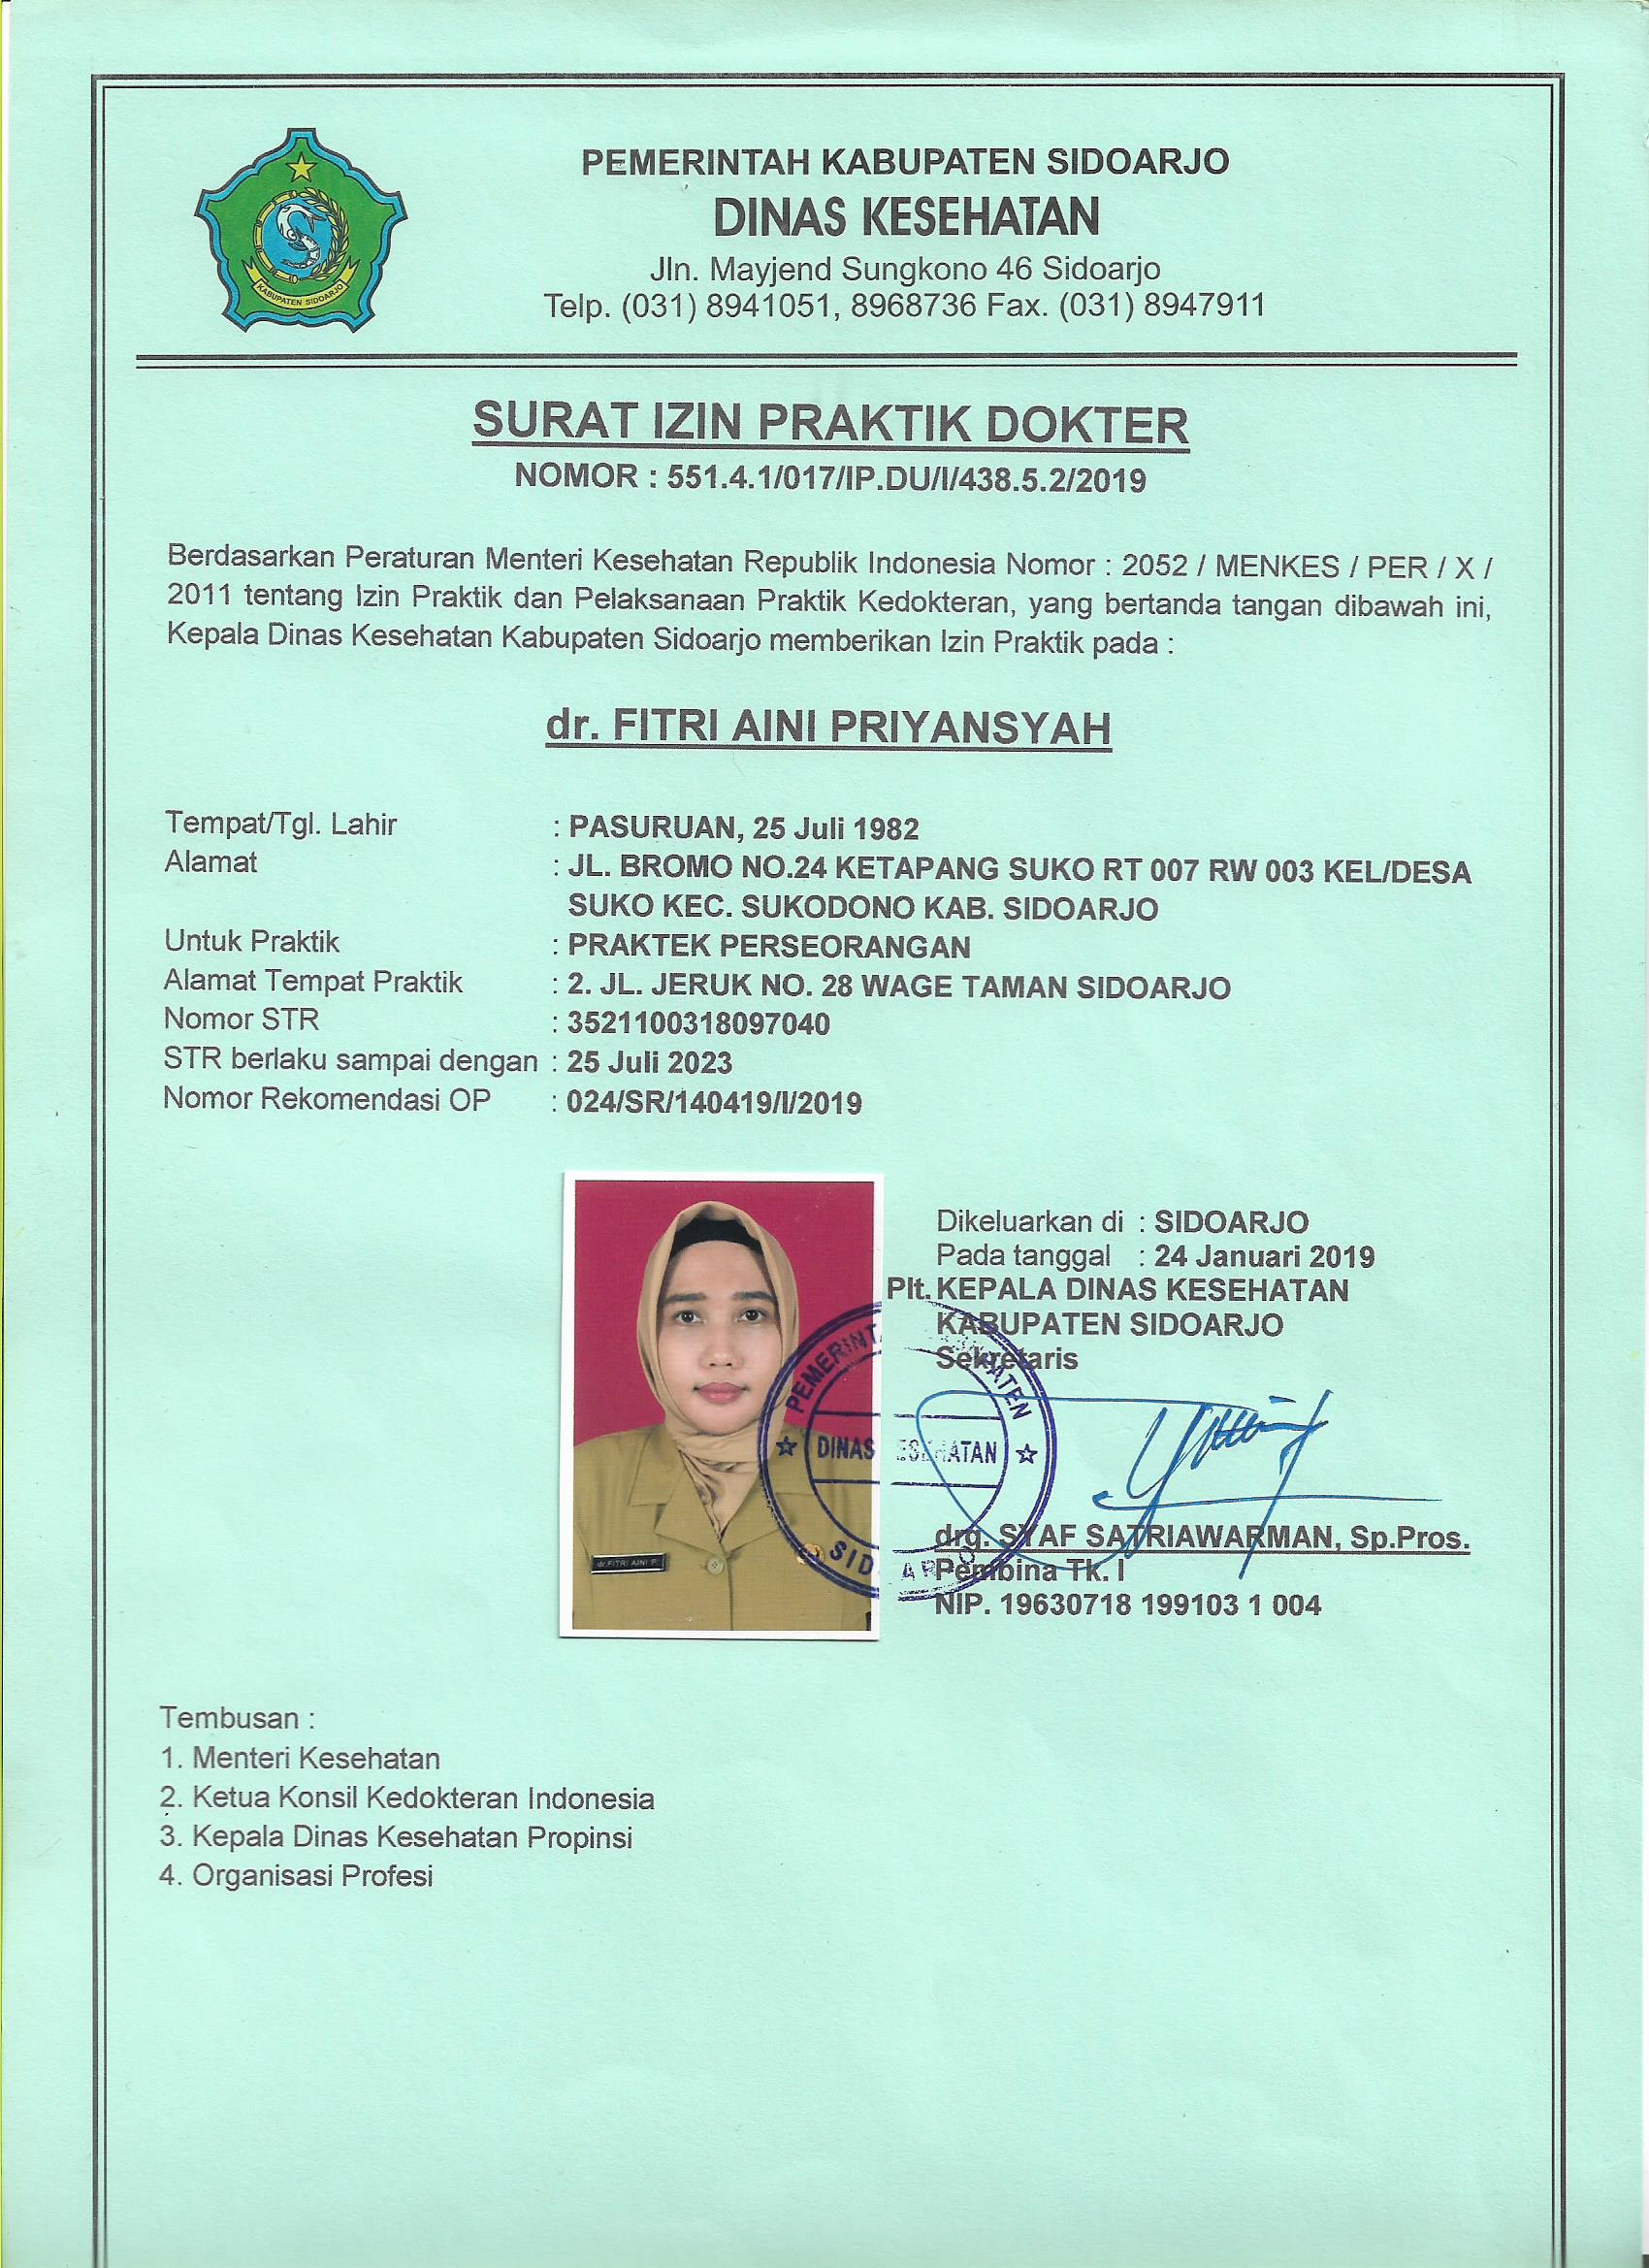 PEMERINTAH KABUPATEN SIDOARJO
DINAS KESEHATAN
Jln. Mayjend Sungkono 46 Sidoarjo
Telp. (031) 8941051, 8968736 Fax. (031) 8947911
KABUPATEN SIDOARJO
SURAT IZIN PRAKTIK DOKTER
NOMOR : 551.4.1/017/IP.DU/I/438.5.2/2019
Berdasarkan Peraturan Menteri Kesehatan Republik Indonesia Nomor : 2052 / MENKES / PER / X /
2011 tentang Izin Praktik dan Pelaksanaan Praktik Kedokteran, yang bertanda tangan dibawah ini,
Kepala Dinas Kesehatan Kabupaten Sidoarjo memberikan Izin Praktik pada :
dr. FITRI AINI PRIYANSYAH
Tempat/Tgl. Lahir : PASURUAN, 25 Juli 1982
Alamat : JL. BROMO NO.24 KETAPANG SUKO RT 007 RW 003 KEL/DESA
SUKO KEC. SUKODONO KAB. SIDOARJO
Untuk Praktik : PRAKTEK PERSEORANGAN
Alamat Tempat Praktik : 2. JL. JERUK NO. 28 WAGE TAMAN SIDOARJO
Nomor STR : 3521100318097040
STR berlaku sampai dengan : 25 Juli 2023
Nomor Rekomendasi OP : 024/SR/140419/I/2019
Dikeluarkan di : SIDOARJO
Pada tanggal : 24 Januari 2019
Plt. KEPALA DINAS KESEHATAN
KABUPATEN SIDOARJO
Sekretaris
DINAS KESEHATAN
SIDOARJO
dr FITRI AINI P.
drg. SYAF SATRIAWARMAN, Sp.Pros.
Pembina Tk. I
NIP. 19630718 199103 1 004
Tembusan :
1. Menteri Kesehatan
2. Ketua Konsil Kedokteran Indonesia
3. Kepala Dinas Kesehatan Propinsi
4. Organisasi Profesi